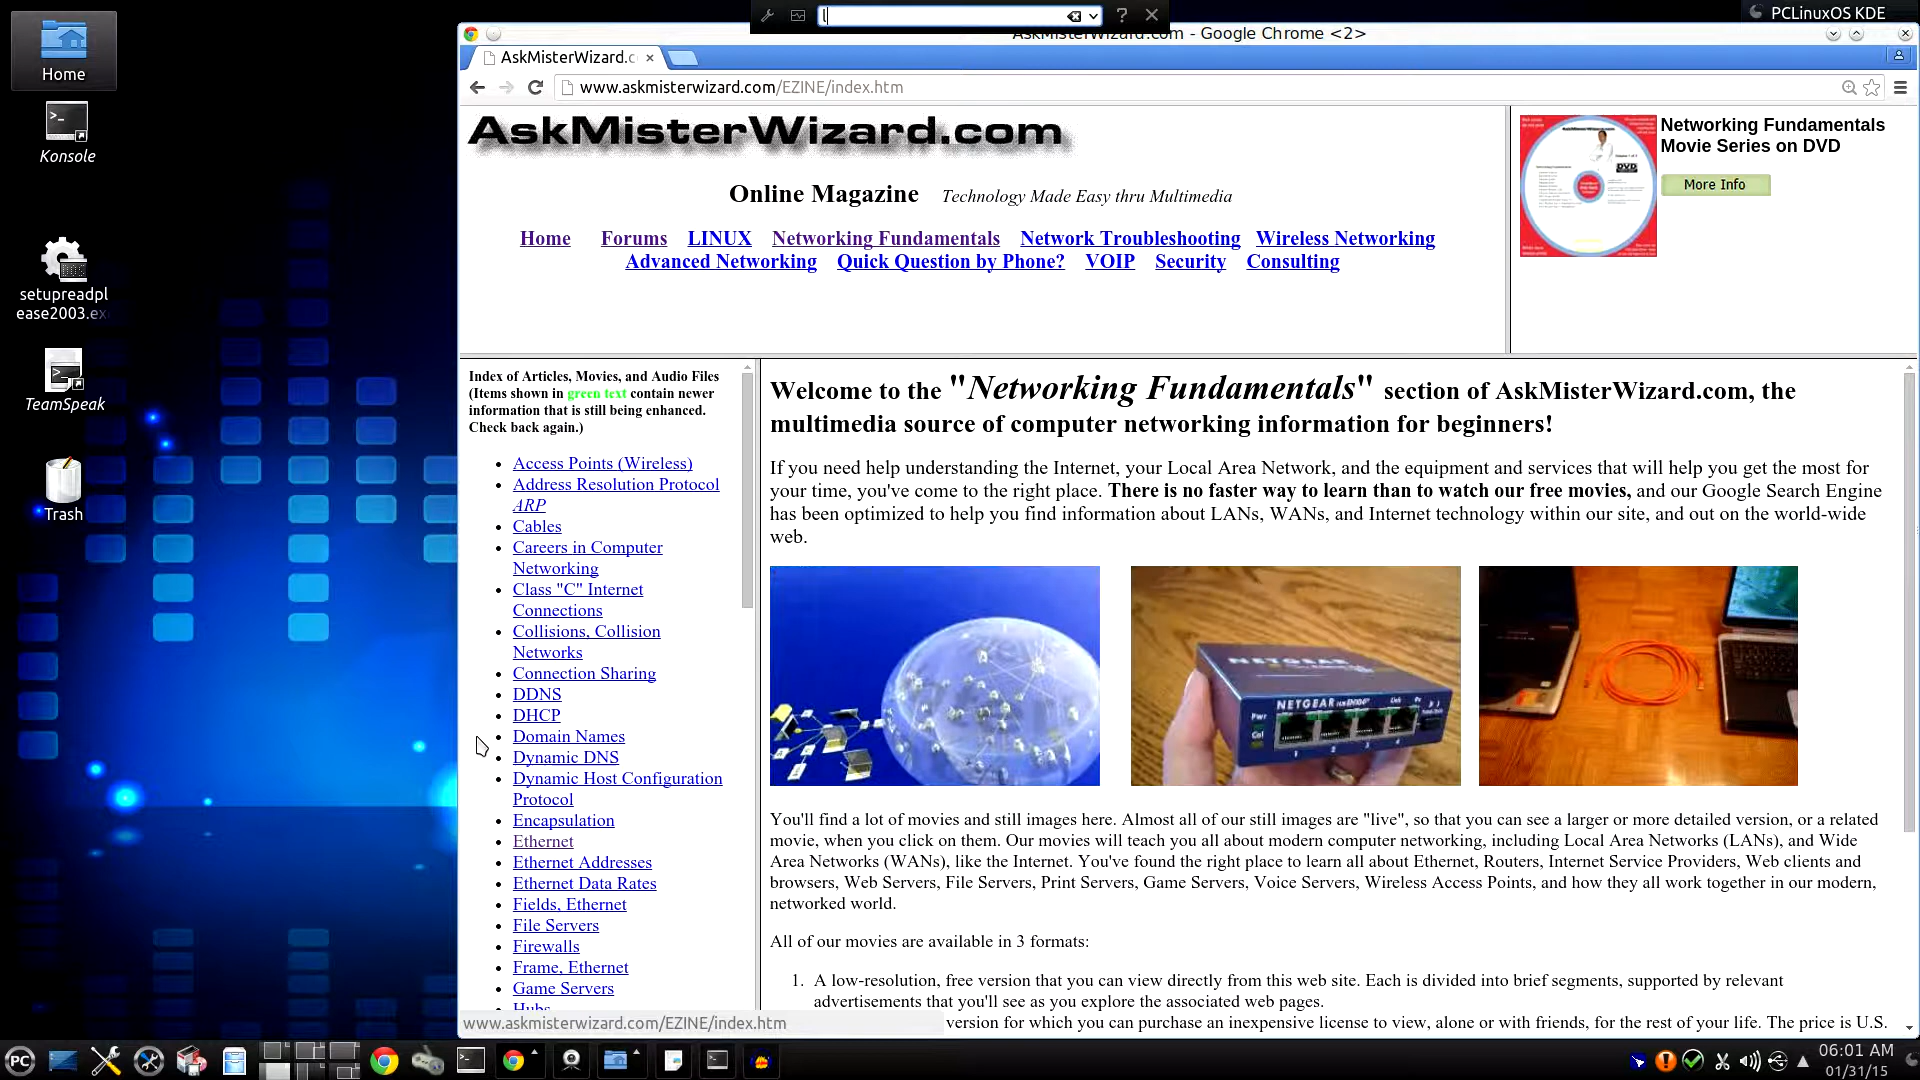 l
PCLinuxOS KDE
Home
Konsole
setupreadpl
ease2003.ex
TeamSpeak
Trash
AskMisterWizard.com - Google Chrome <2>
AskMisterWizard.c
www.askmisterwizard.com/EZINE/index.htm
AskMisterWizard.com
Online Magazine Technology Made Easy thru Multimedia
Home Forums LINUX Networking Fundamentals Network Troubleshooting Wireless Networking
Advanced Networking Quick Question by Phone? VOIP Security Consulting
Networking Fundamentals
Movie Series on DVD
More Info
Index of Articles, Movies, and Audio Files
(Items shown in green text contain newer
information that is still being enhanced.
Check back again.)
Access Points (Wireless)
Address Resolution Protocol
ARP
Cables
Careers in Computer
Networking
Class "C" Internet
Connections
Collisions, Collision
Networks
Connection Sharing
DDNS
DHCP
Domain Names
Dynamic DNS
Dynamic Host Configuration
Protocol
Encapsulation
Ethernet
Ethernet Addresses
Ethernet Data Rates
Fields, Ethernet
File Servers
Firewalls
Frame, Ethernet
Game Servers
Hubs
www.askmisterwizard.com/EZINE/index.htm
Welcome to the "Networking Fundamentals" section of AskMisterWizard.com, the
multimedia source of computer networking information for beginners!
If you need help understanding the Internet, your Local Area Network, and the equipment and services that will help you get the most for
your time, you've come to the right place. There is no faster way to learn than to watch our free movies, and our Google Search Engine
has been optimized to help you find information about LANs, WANs, and Internet technology within our site, and out on the world-wide
web.
NETGEAR
NETGEAR
Pwr
Col
Link
1 2 3 4
You'll find a lot of movies and still images here. Almost all of our still images are "live", so that you can see a larger or more detailed version, or a related
movie, when you click on them. Our movies will teach you all about modern computer networking, including Local Area Networks (LANs), and Wide
Area Networks (WANs), like the Internet. You've found the right place to learn all about Ethernet, Routers, Internet Service Providers, Web clients and
browsers, Web Servers, File Servers, Print Servers, Game Servers, Voice Servers, Wireless Access Points, and how they all work together in our modern,
networked world.
All of our movies are available in 3 formats:
1. A low-resolution, free version that you can view directly from this web site. Each is divided into brief segments, supported by relevant
advertisements that you'll see as you explore the associated web pages.
version for which you can purchase an inexpensive license to view, alone or with friends, for the rest of your life. The price is U.S.
PC
06:01 AM
01/31/15